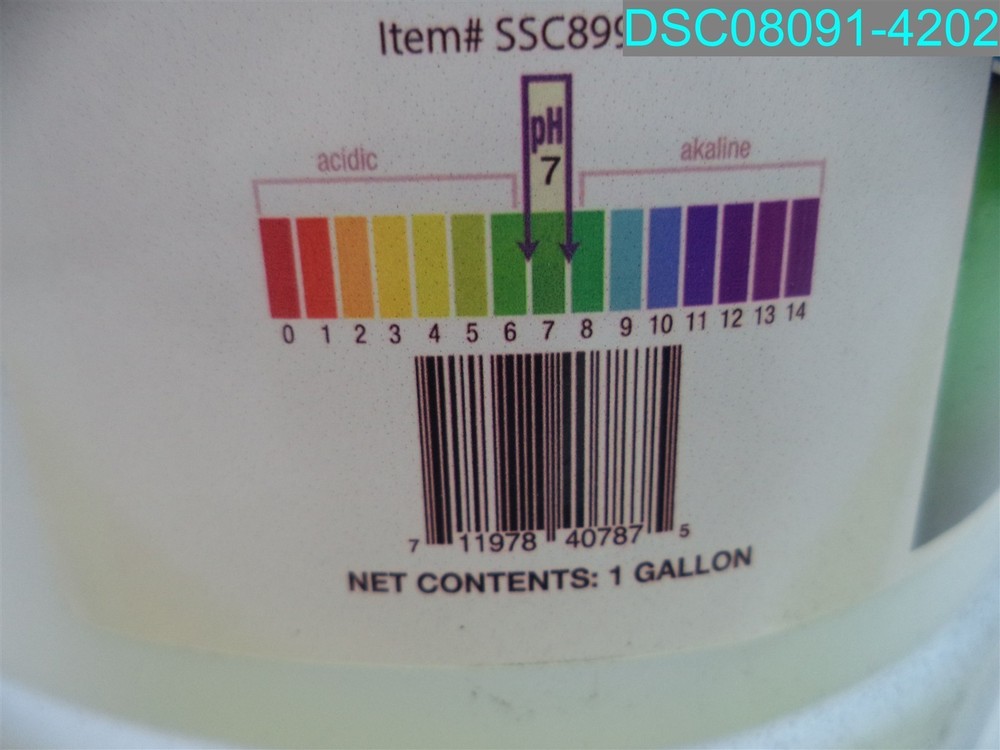 DSC08091-4202
Item# SSC899
pH
7
acidic
akaline
0 1 2 3 4 5 6 7 8 9 10 11 12 13 14
7 11978 40787 5
NET CONTENTS: 1 GALLON